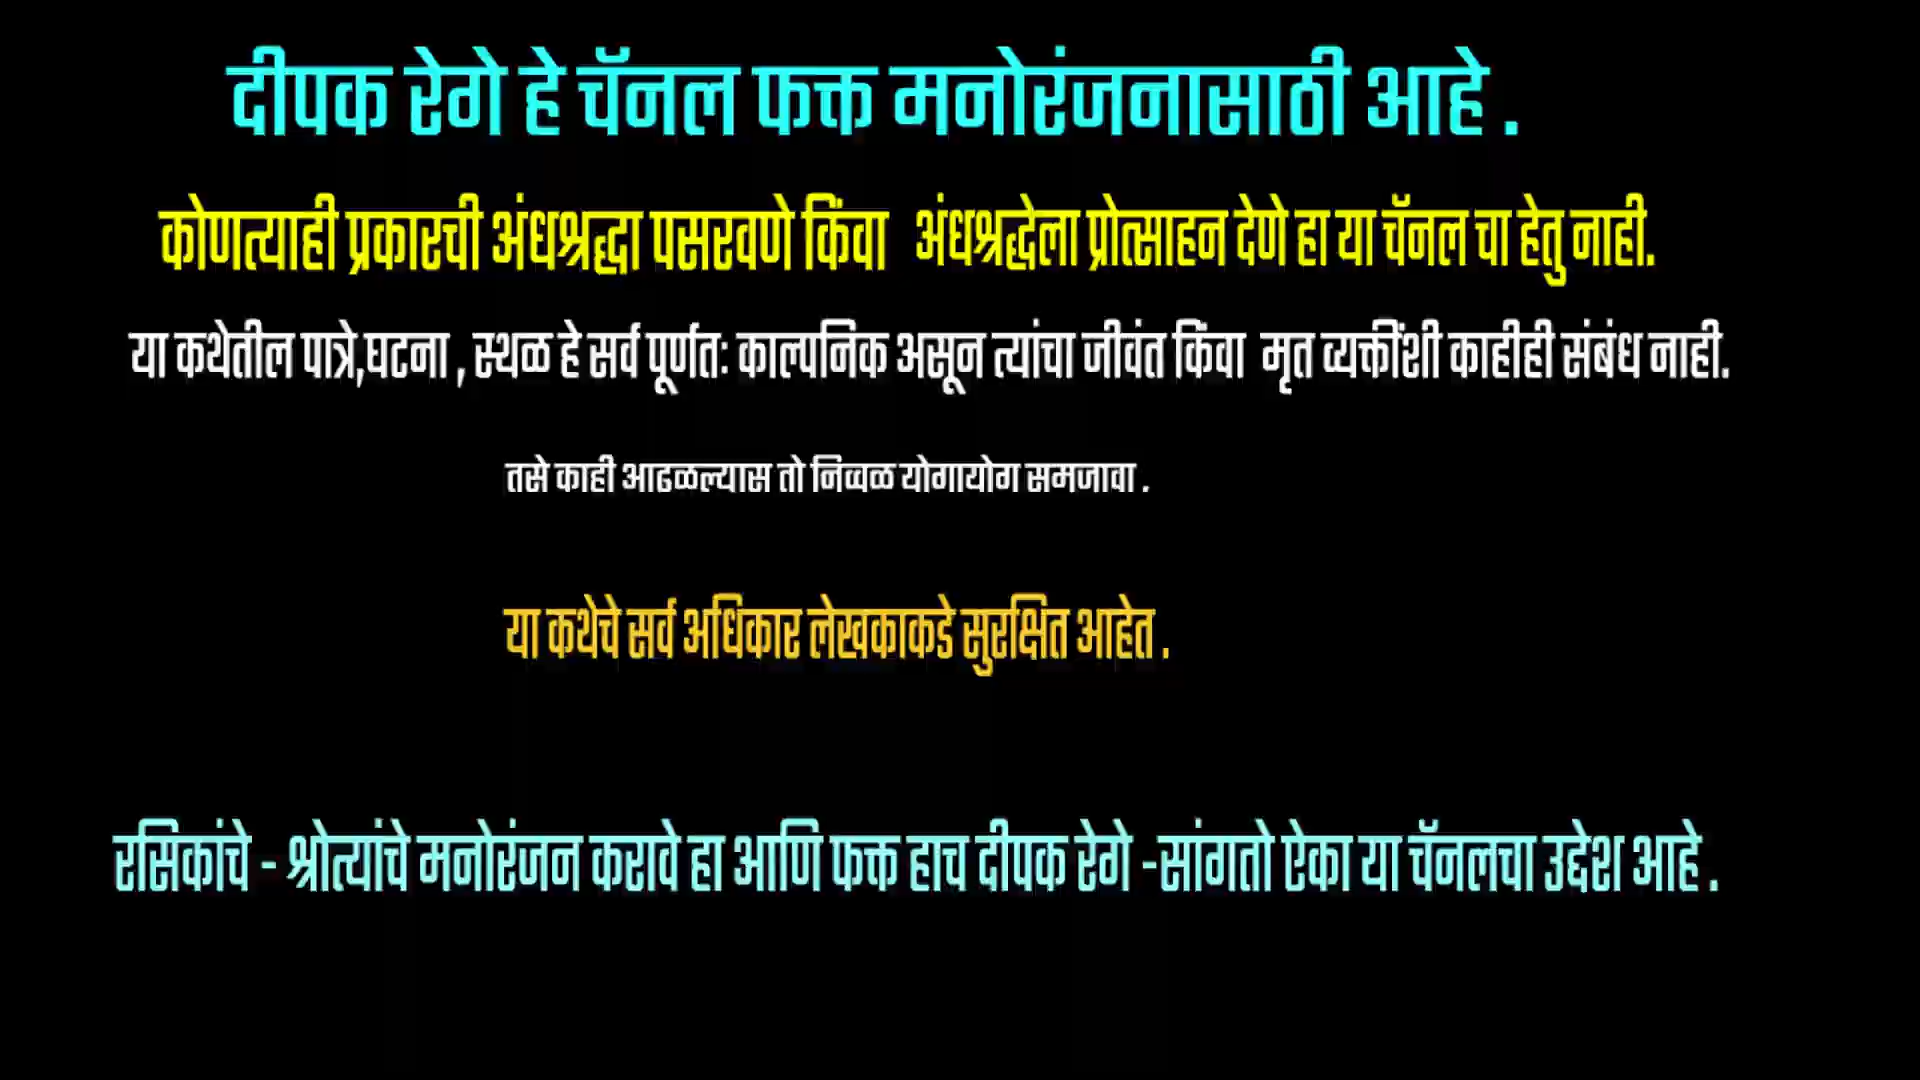 दीपक रेगे हे चॅनल फक्त मनोरंजनासाठी आहे .
कोणत्याही प्रकारची अंधश्रद्धा पसरवणे किंवा अंधश्रद्धेला प्रोत्साहन देणे हा या चॅनल चा हेतु नाही.
या कथेतील पात्रे,घटना , स्थळ हे सर्व पूर्णतः काल्पनिक असून त्यांचा जीवंत किंवा मृत व्यक्तींशी काहीही संबंध नाही.
तसे काही आढळल्यास तो निव्वळ योगायोग समजावा .
या कथेचे सर्व अधिकार लेखकाकडे सुरक्षित आहेत .
रसिकांचे - श्रोत्यांचे मनोरंजन करावे हा आणि फक्त हाच दीपक रेगे -सांगतो ऐका या चॅनलचा उद्देश आहे .